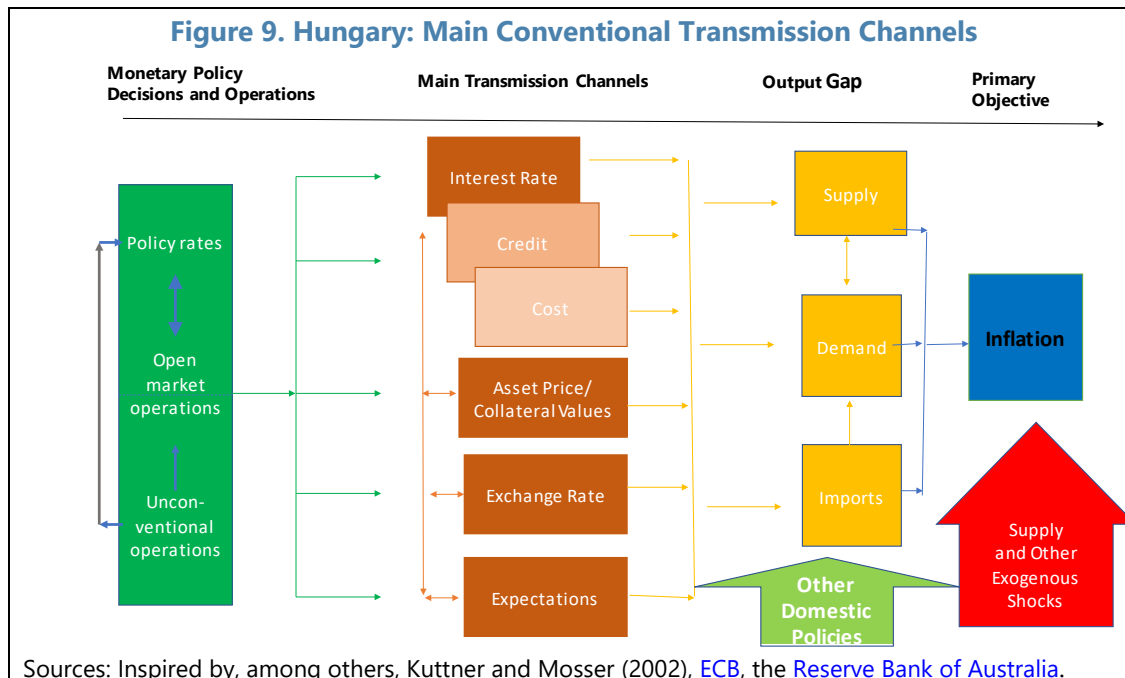 Figure 9. Hungary: Main Conventional Transmission Channels
Monetary Policy
Decisions and Operations
Main Transmission Channels
Output Gap
Primary
Objective
Policy rates
Open
market
operations
Uncon-
ventional
operations
Interest Rate
Credit
Cost
Asset Price/
Collateral Values
Exchange Rate
Expectations
Supply
Demand
Imports
Other
Domestic
Policies
Inflation
Supply
and Other
Exogenous
Shocks
Sources: Inspired by, among others, Kuttner and Mosser (2002), ECB, the Reserve Bank of Australia.